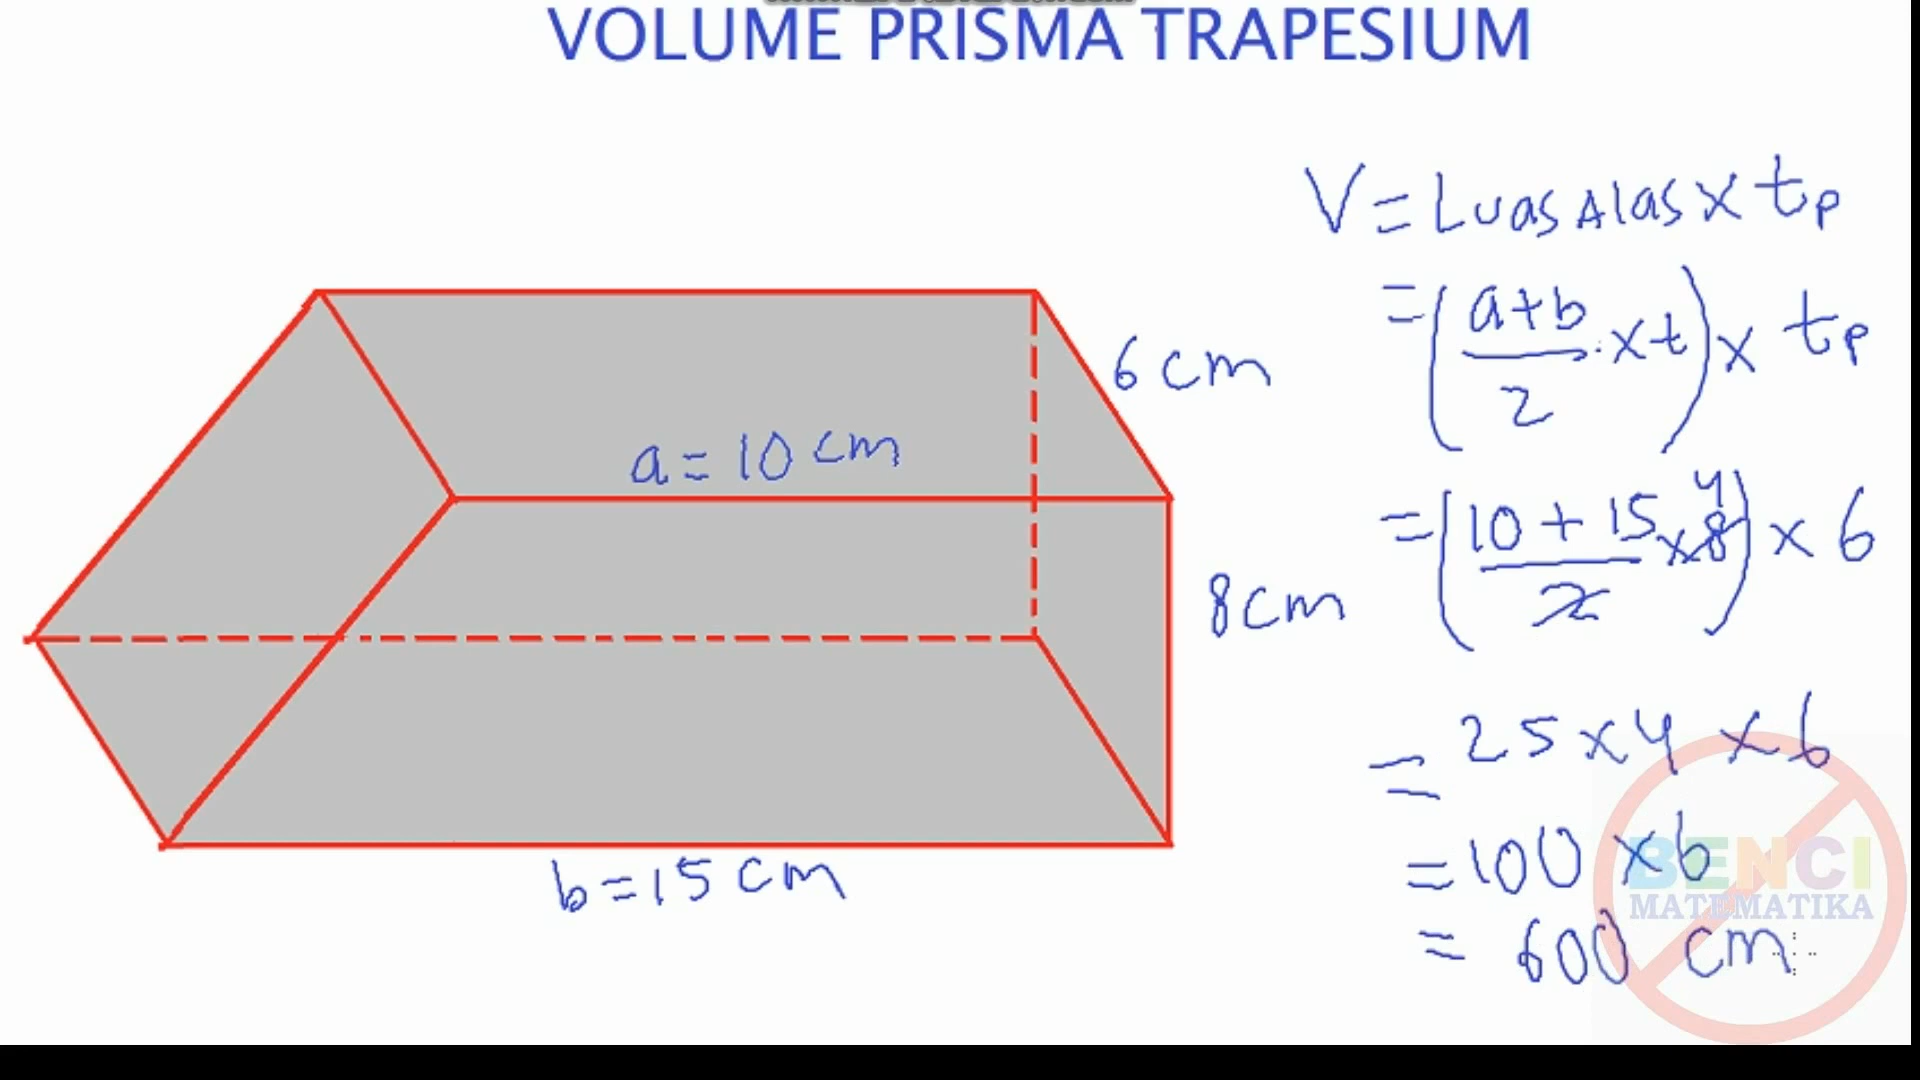 VOLUME PRISMA TRAPESIUM
V = Luas Alas x tp
= (a+b/2 x t) x tp
6 cm
a = 10 cm
= (10 + 15/2 x 8 4) x 6
8 cm
= 25 x 4 x 6
b = 15 cm
= 100 x 6
BENCI
MATEMATIKA
= 600 cm